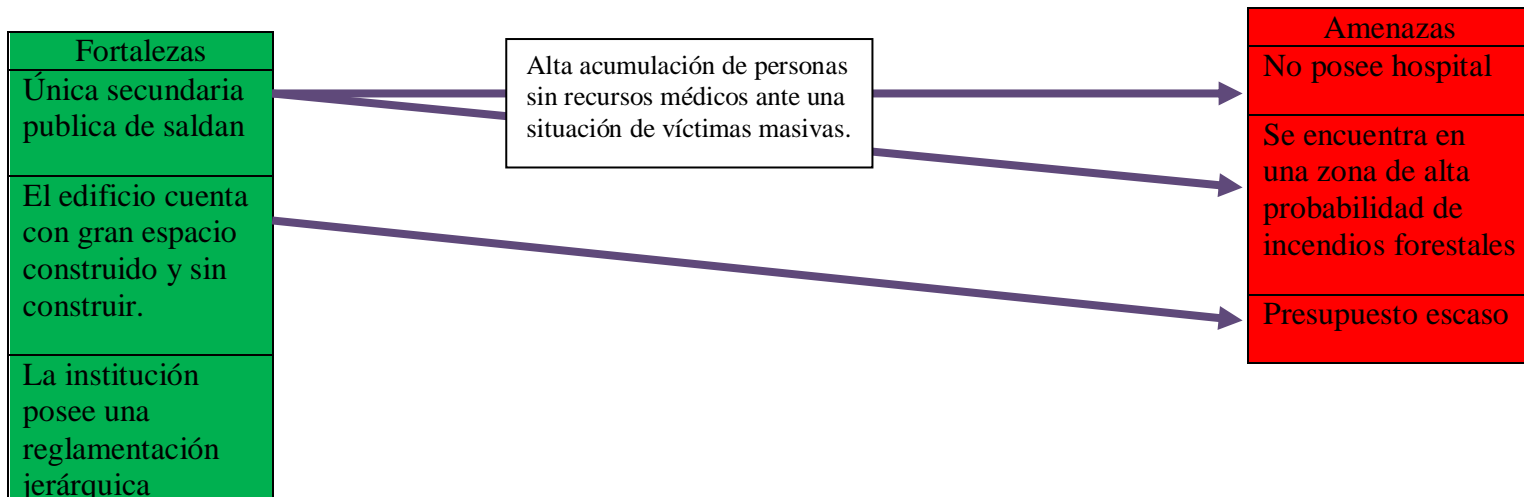 Fortalezas
Única secundaria
publica de saldan
El edificio cuenta
con gran espacio
construido y sin
construir.
La institución
posee una
reglamentación
jerárquica
Alta acumulación de personas
sin recursos médicos ante una
situación de víctimas masivas.
Amenazas
No posee hospital
Se encuentra en
una zona de alta
probabilidad de
incendios forestales
Presupuesto escaso